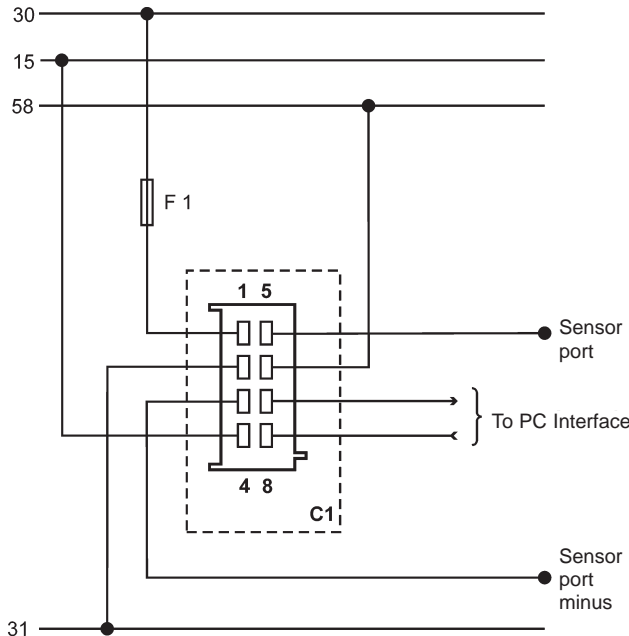 30
15
58
F 1
1 5
Sensor
port
To PC Interface
4 8
C1
Sensor
port
minus
31